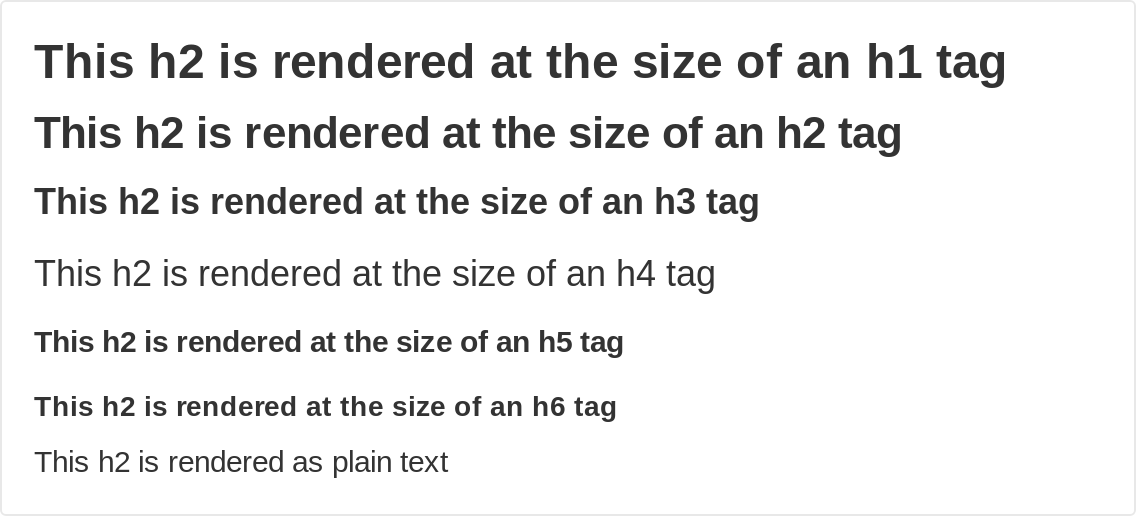 This h2 is rendered at the size of an h1 tag
This h2 is rendered at the size of an h2 tag
This h2 is rendered at the size of an h3 tag
This h2 is rendered at the size of an h4 tag
This h2 is rendered at the size of an h5 tag
This h2 is rendered at the size of an h6 tag
This h2 is rendered as plain text